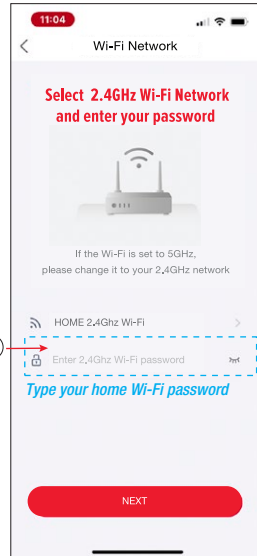 11:04
Wi-Fi Network
Select 2.4GHz Wi-Fi Network
and enter your password
If the Wi-Fi is set to 5GHz,
please change it to your 2.4GHz network
HOME 2.4Ghz Wi-Fi
Enter 2.4Ghz Wi-Fi password
Type your home Wi-Fi password
NEXT